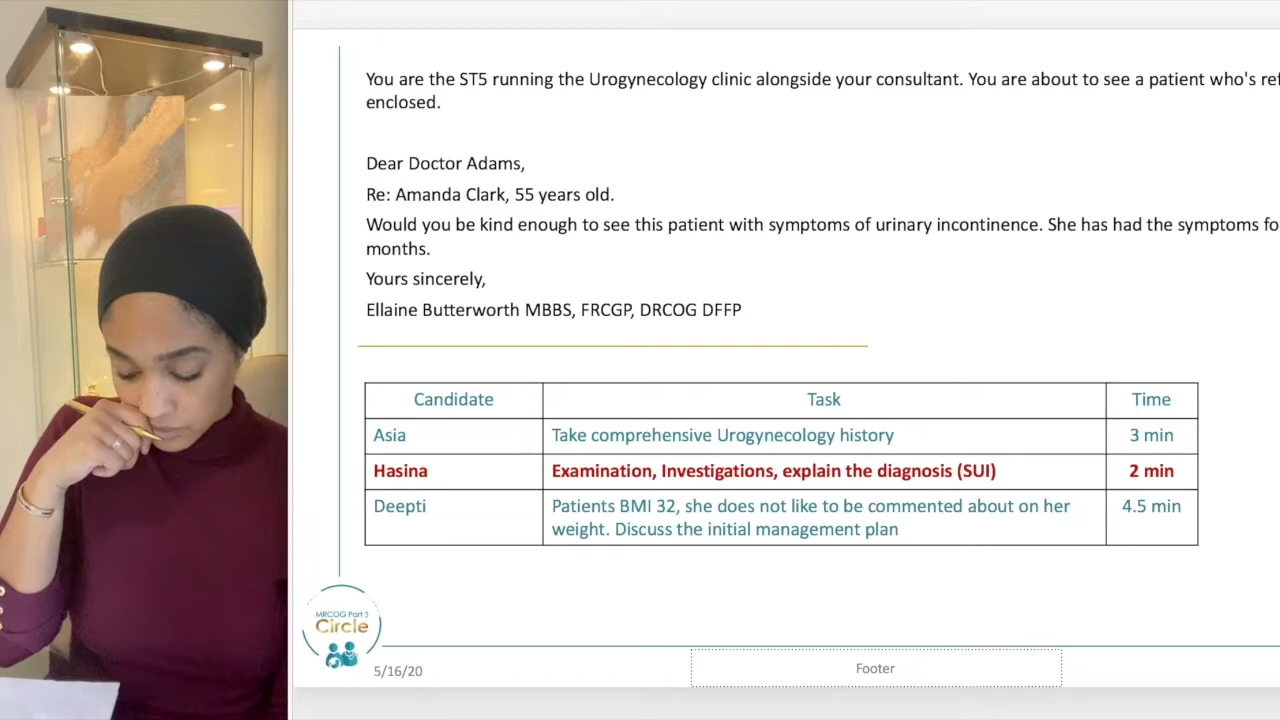 You are the ST5 running the Urogynecology clinic alongside your consultant. You are about to see a patient who's
enclosed.
Dear Doctor Adams,
Re: Amanda Clark, 55 years old.
Would you be kind enough to see this patient with symptoms of urinary incontinence. She has had the symptoms
months.
Yours sincerely,
Ellaine Butterworth MBBS, FRCGP, DRCOG DFFP
Candidate Task Time
Asia Take comprehensive Urogynecology history 3 min
Hasina Examination, Investigations, explain the diagnosis (SUI) 2 min
Deepti Patients BMI 32, she does not like to be commented about on her 4.5 min
weight. Discuss the initial management plan
MRCOG Part 3
Circle
5/16/20
Footer